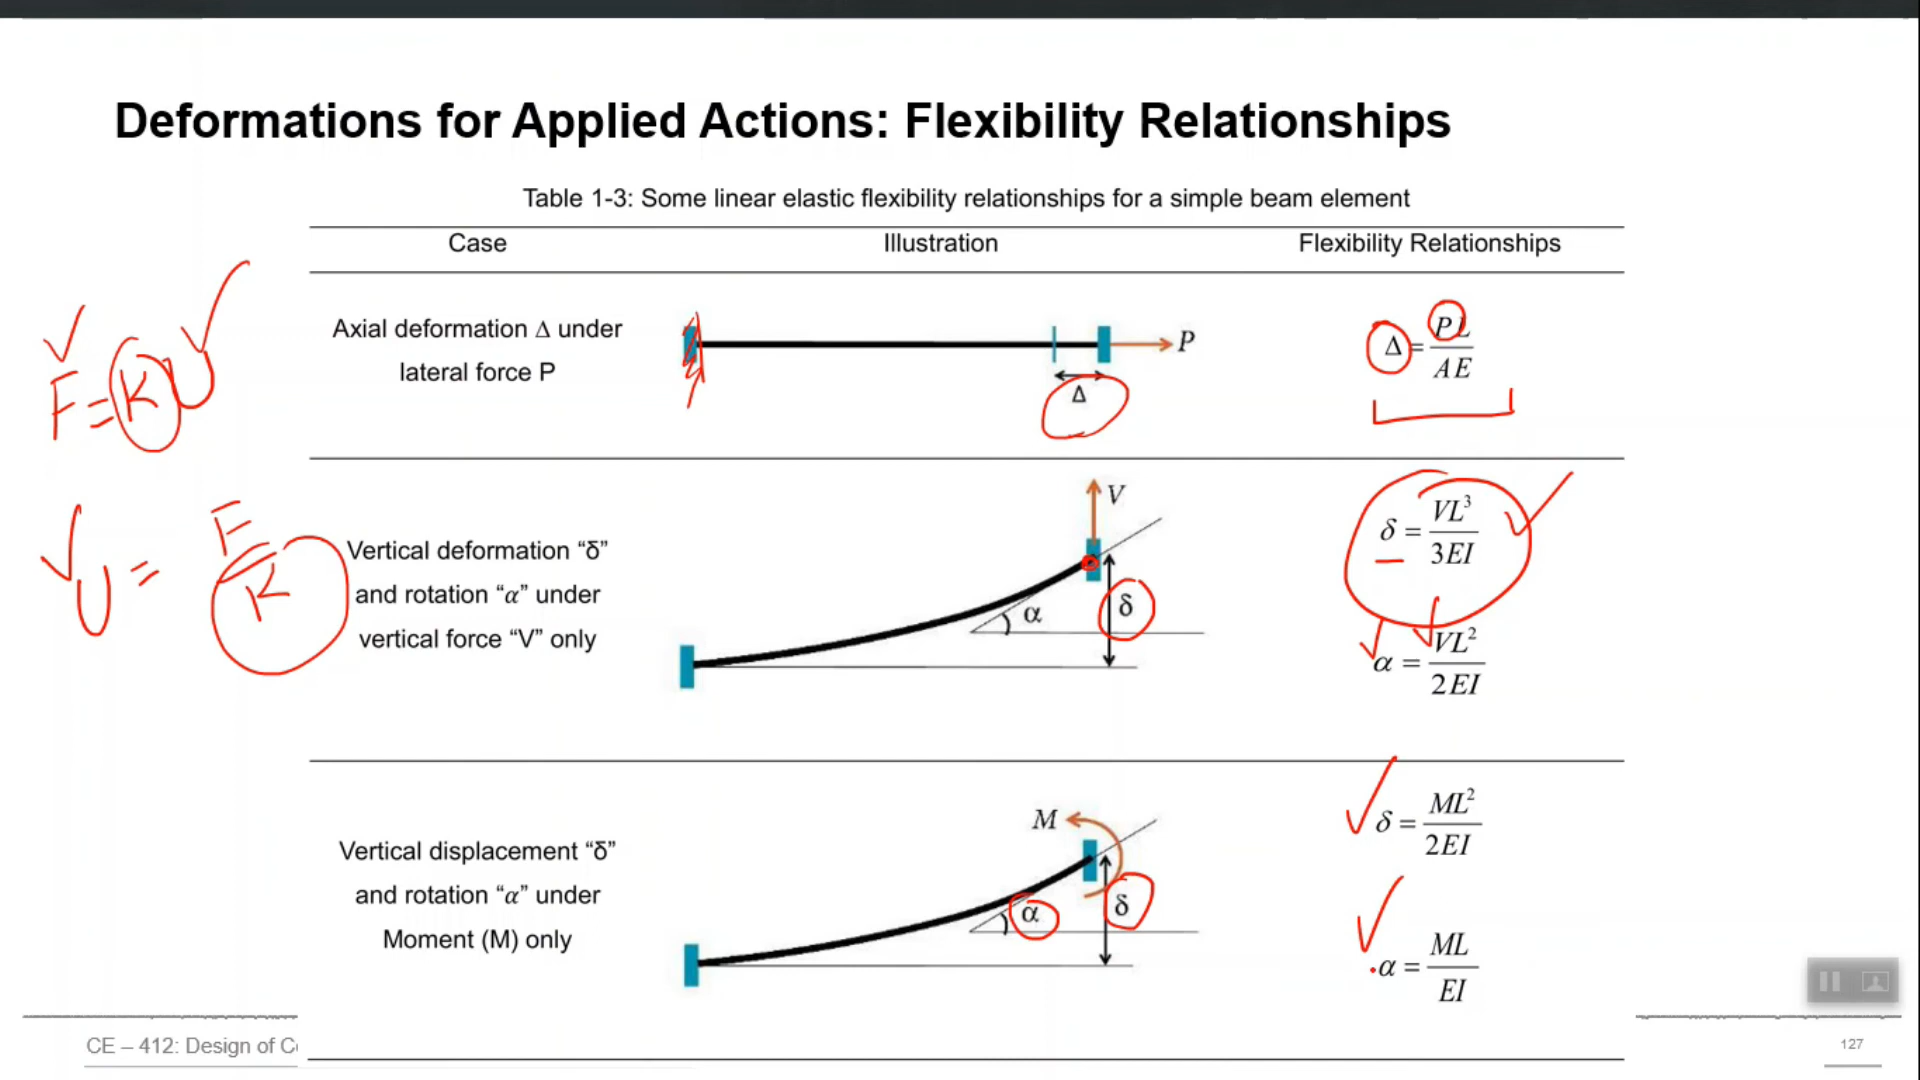 Deformations for Applied Actions: Flexibility Relationships
Table 1-3: Some linear elastic flexibility relationships for a simple beam element
Case Illustration Flexibility Relationships
Axial deformation Δ under
lateral force P
P
Δ
Δ = PL / AE
F = KU
U = F / K
Vertical deformation “δ”
and rotation “α” under
vertical force “V” only
V
α
δ
δ = VL³ / 3EI
α = VL² / 2EI
Vertical displacement “δ”
and rotation “α” under
Moment (M) only
M
α
δ
δ = ML² / 2EI
α = ML / EI
CE – 412: Design of
127